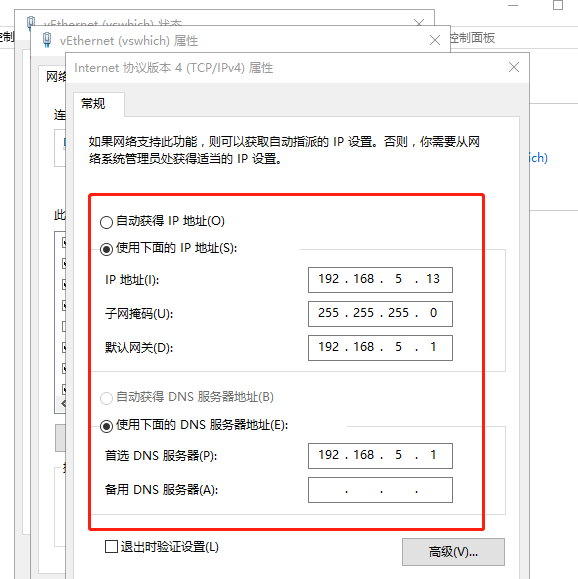 vEthernet (vswhich) 状态
vEthernet (vswhich) 属性
控制面板
Internet 协议版本 4 (TCP/IPv4) 属性
网络
常规
连
如果网络支持此功能，则可以获取自动指派的 IP 设置。否则，你需要从网
络系统管理员处获得适当的 IP 设置。
ich)
此
自动获得 IP 地址(O)
使用下面的 IP 地址(S):
IP 地址(I):
192 . 168 . 5 . 13
子网掩码(U):
255 . 255 . 255 . 0
默认网关(D):
192 . 168 . 5 . 1
自动获得 DNS 服务器地址(B)
使用下面的 DNS 服务器地址(E):
首选 DNS 服务器(P):
192 . 168 . 5 . 1
备用 DNS 服务器(A):
. . .
退出时验证设置(L)
高级(V)...